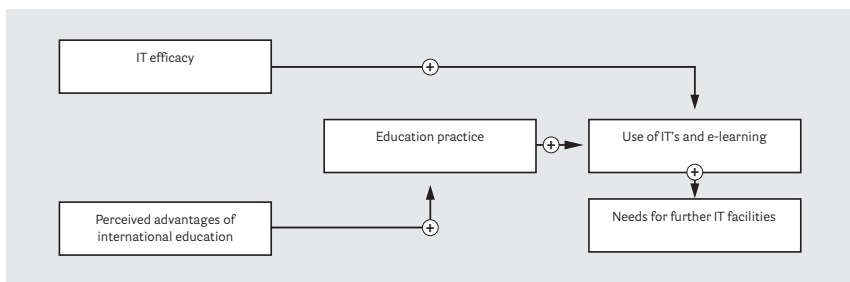 IT efficacy
+
Education practice
+
Use of IT's and e-learning
+
Perceived advantages of
international education
+
Needs for further IT facilities